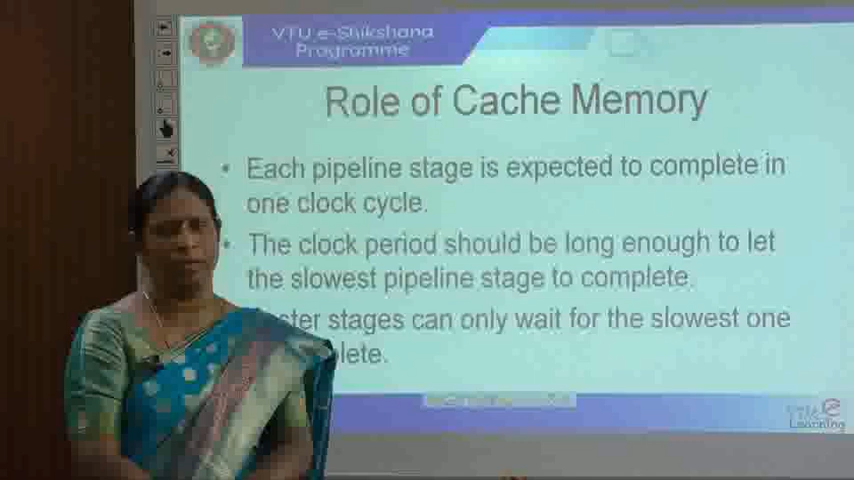 VTU e-Shikshana
Programme
Role of Cache Memory
• Each pipeline stage is expected to complete in
one clock cycle.
• The clock period should be long enough to let
the slowest pipeline stage to complete.
stages can only wait for the slowest one
VTU e
Learning